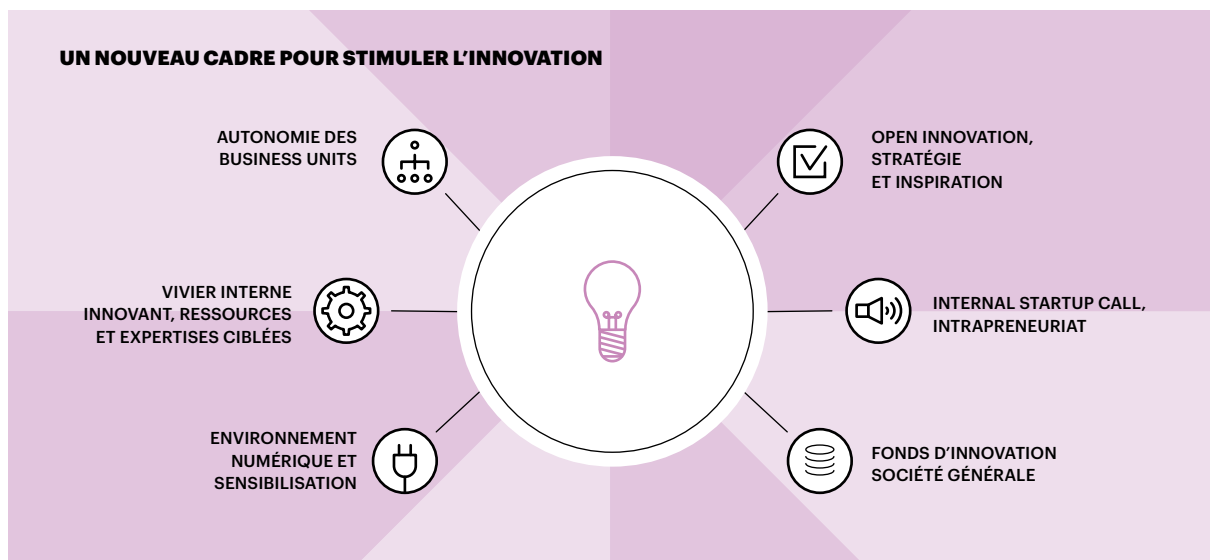 UN NOUVEAU CADRE POUR STIMULER L'INNOVATION
AUTONOMIE DES
BUSINESS UNITS
VIVIER INTERNE
INNOVANT, RESSOURCES
ET EXPERTISES CIBLÉES
ENVIRONNEMENT
NUMÉRIQUE ET
SENSIBILISATION
OPEN INNOVATION,
STRATÉGIE
ET INSPIRATION
INTERNAL STARTUP CALL,
INTRAPRENEURIAT
FONDS D'INNOVATION
SOCIÉTÉ GÉNÉRALE